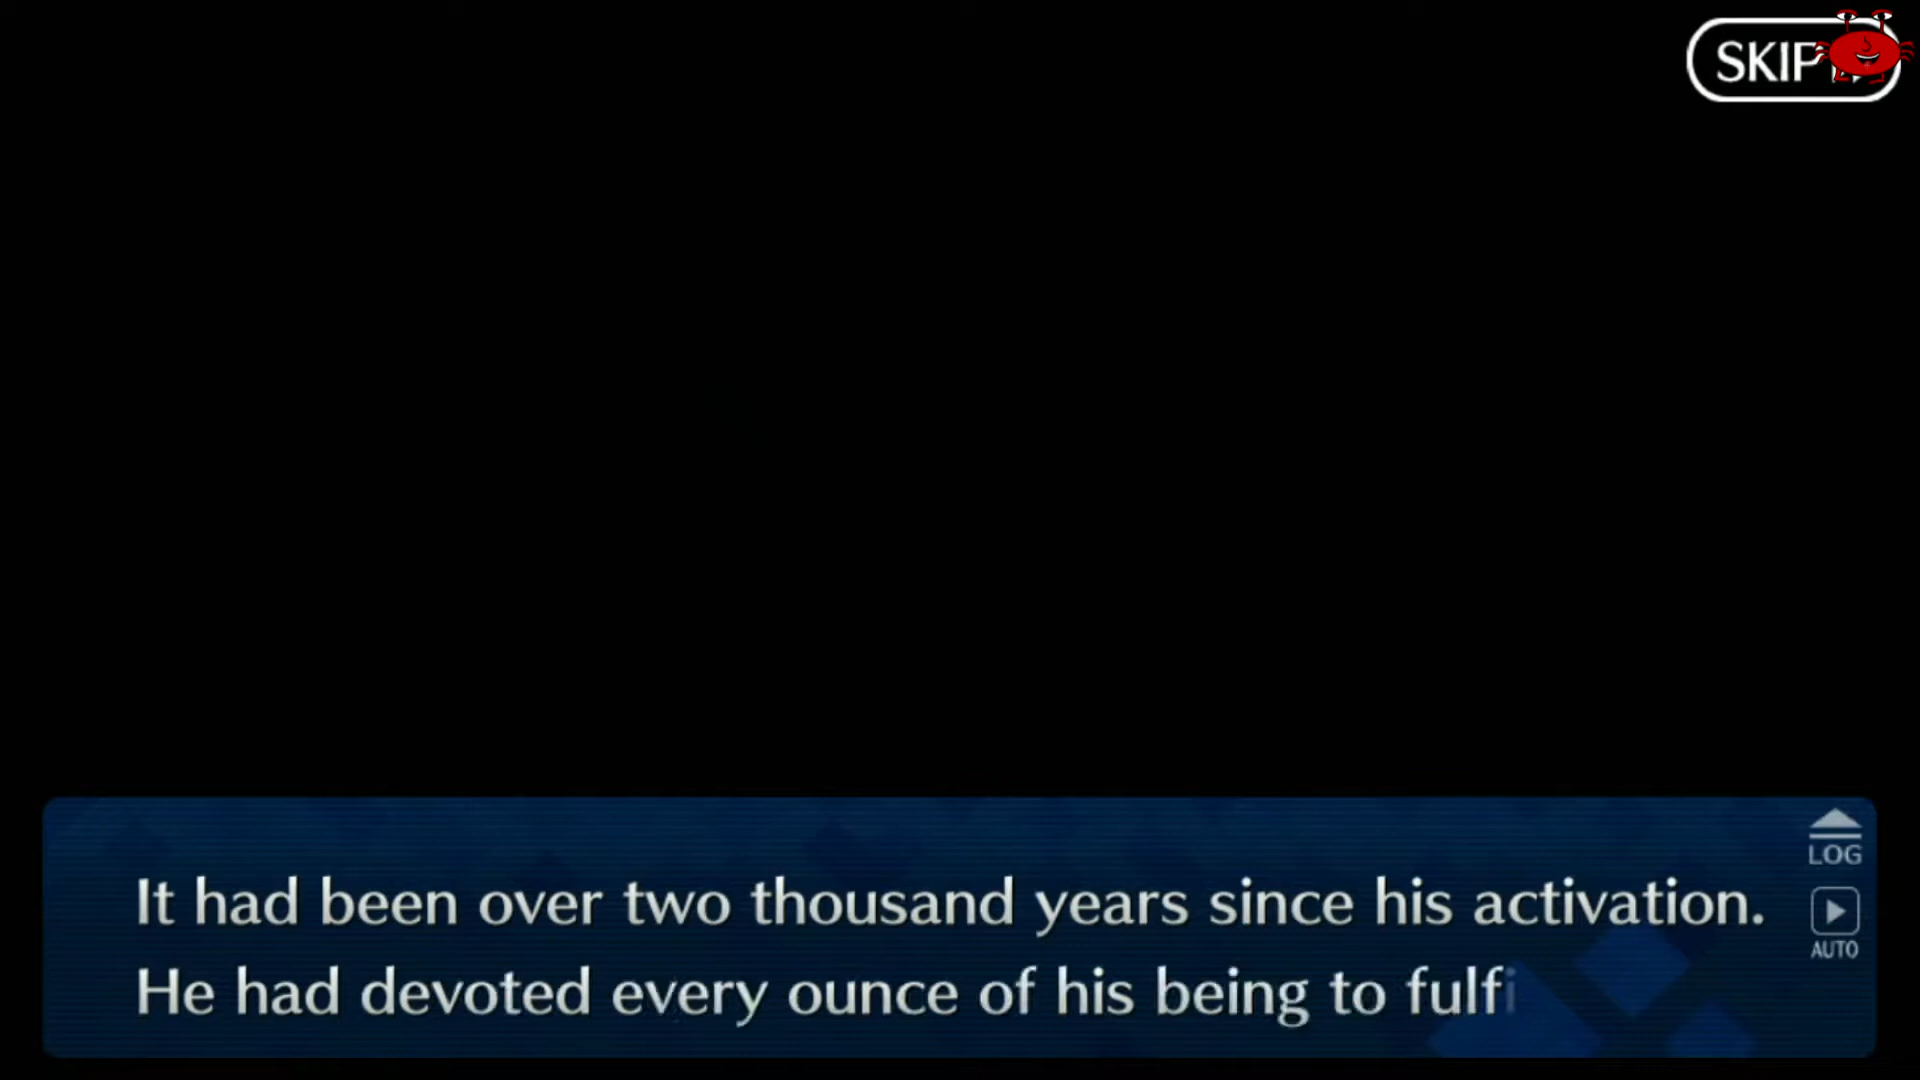 SKIP
LOG
It had been over two thousand years since his activation.
AUTO
He had devoted every ounce of his being to fulfi